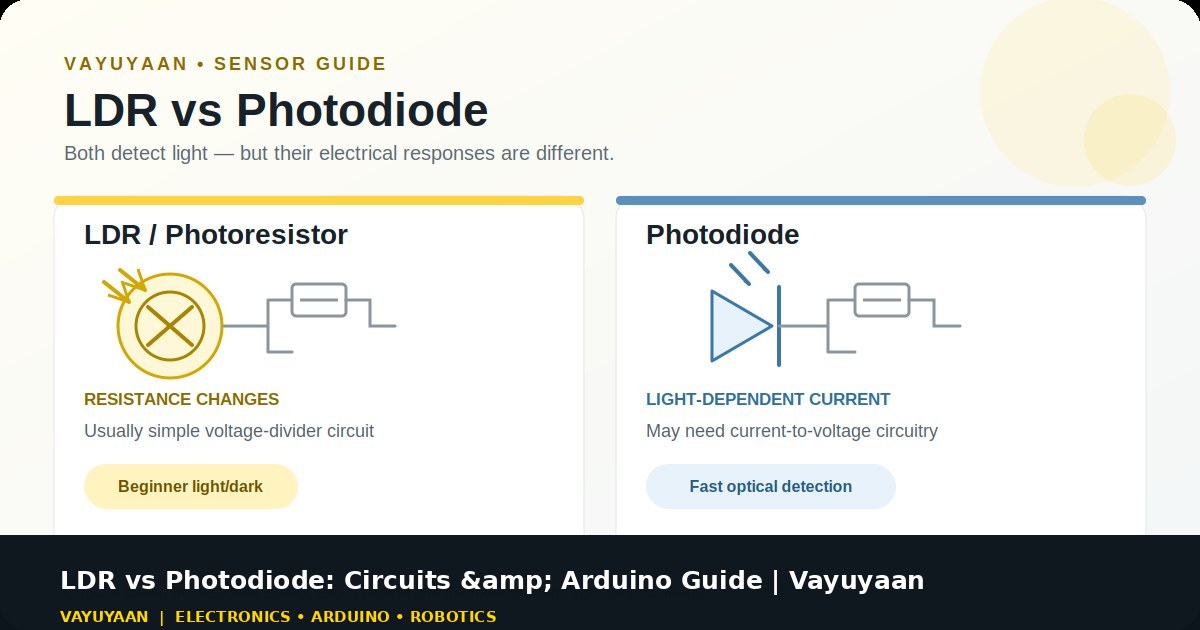 VAYUYAAN • SENSOR GUIDE
LDR vs Photodiode
Both detect light — but their electrical responses are different.
LDR / Photoresistor
RESISTANCE CHANGES
Usually simple voltage-divider circuit
Beginner light/dark
Photodiode
LIGHT-DEPENDENT CURRENT
May need current-to-voltage circuitry
Fast optical detection
LDR vs Photodiode: Circuits &amp; Arduino Guide | Vayuyaan
VAYUYAAN | ELECTRONICS • ARDUINO • ROBOTICS